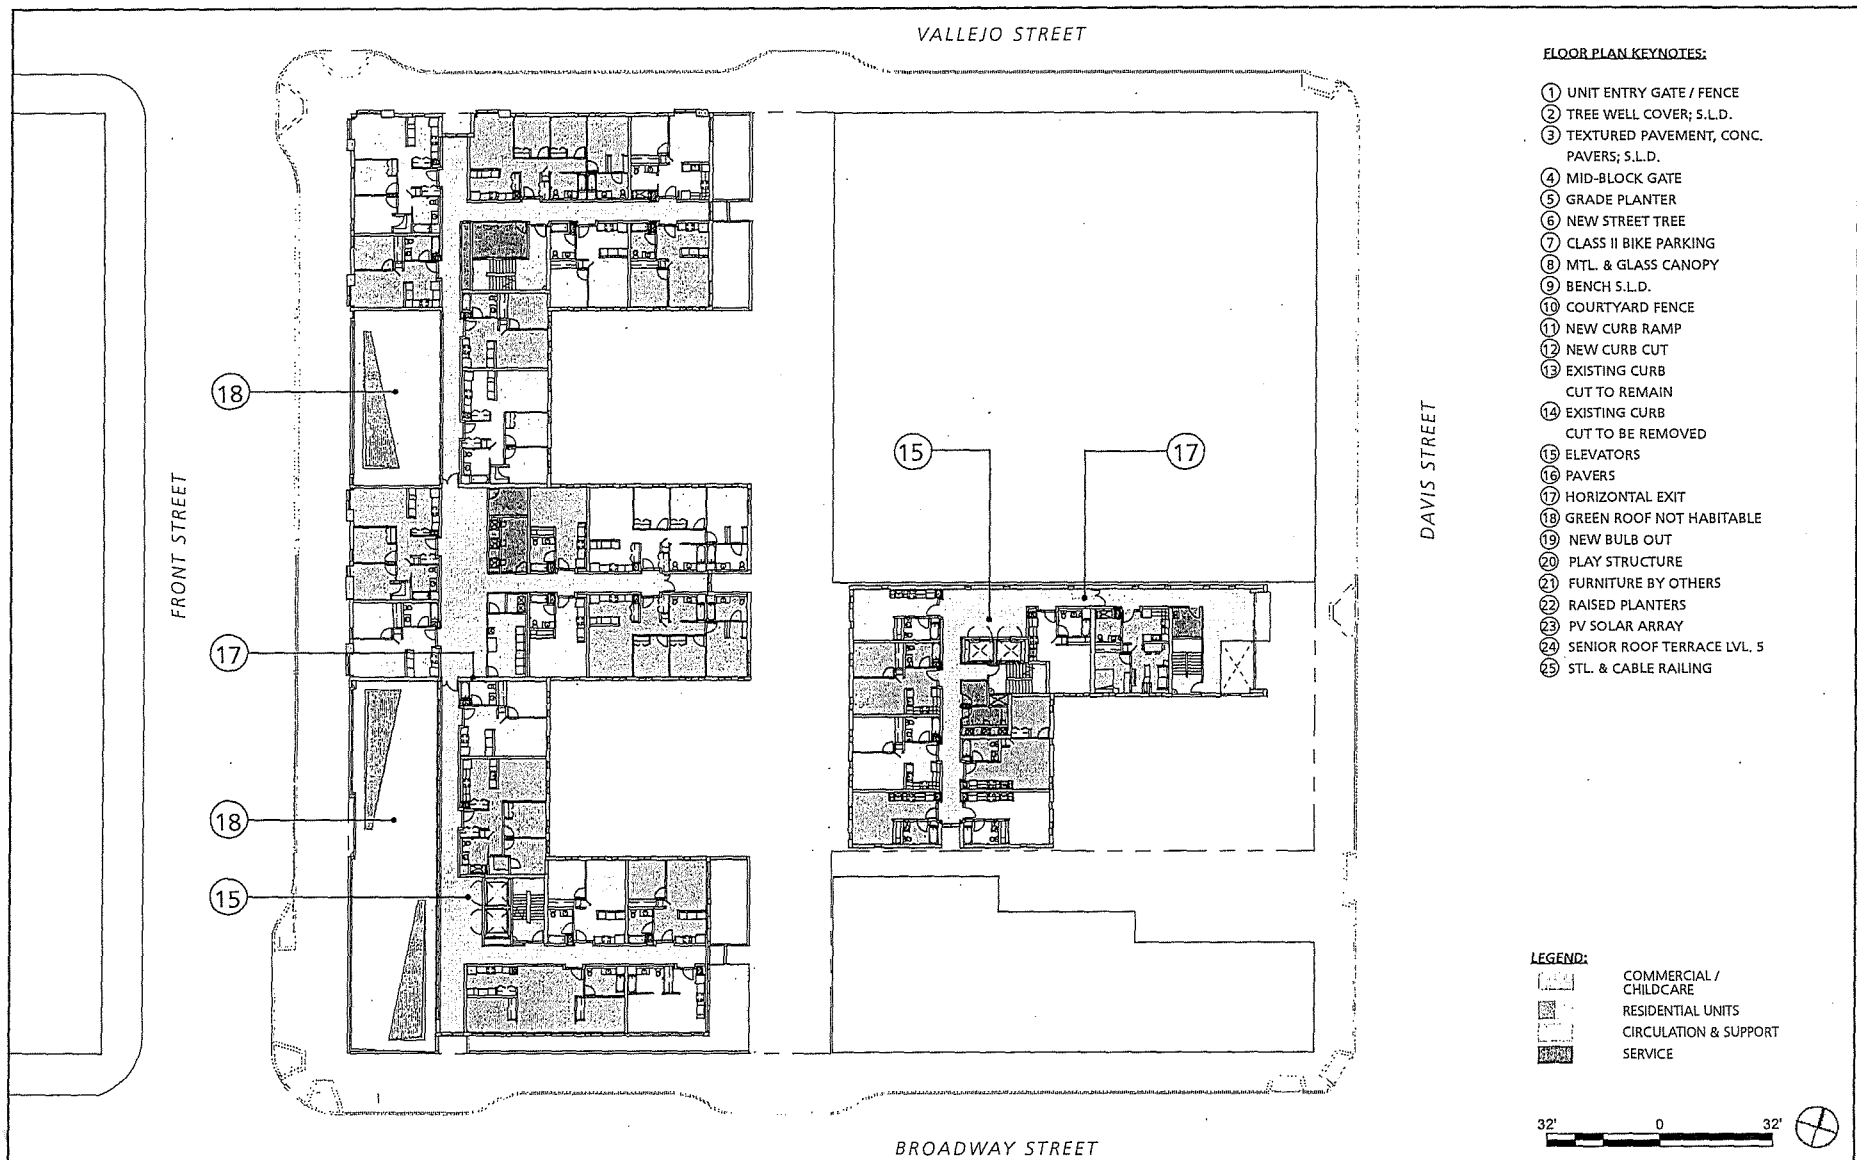 VALLEJO STREET
FLOOR PLAN KEYNOTES:
1 UNIT ENTRY GATE / FENCE
2 TREE WELL COVER; S.L.D.
3 TEXTURED PAVEMENT, CONC.
PAVERS; S.L.D.
4 MID-BLOCK GATE
5 GRADE PLANTER
6 NEW STREET TREE
7 CLASS II BIKE PARKING
8 MTL. & GLASS CANOPY
9 BENCH S.L.D.
10 COURTYARD FENCE
11 NEW CURB RAMP
12 NEW CURB CUT
13 EXISTING CURB
CUT TO REMAIN
14 EXISTING CURB
CUT TO BE REMOVED
15 ELEVATORS
16 PAVERS
17 HORIZONTAL EXIT
18 GREEN ROOF NOT HABITABLE
19 NEW BULB OUT
20 PLAY STRUCTURE
21 FURNITURE BY OTHERS
22 RAISED PLANTERS
23 PV SOLAR ARRAY
24 SENIOR ROOF TERRACE LVL. 5
25 STL. & CABLE RAILING
18
15
17
FRONT STREET
DAVIS STREET
17
18
15
LEGEND:
COMMERCIAL /
CHILDCARE
RESIDENTIAL UNITS
CIRCULATION & SUPPORT
SERVICE
32' 0 32'
BROADWAY STREET